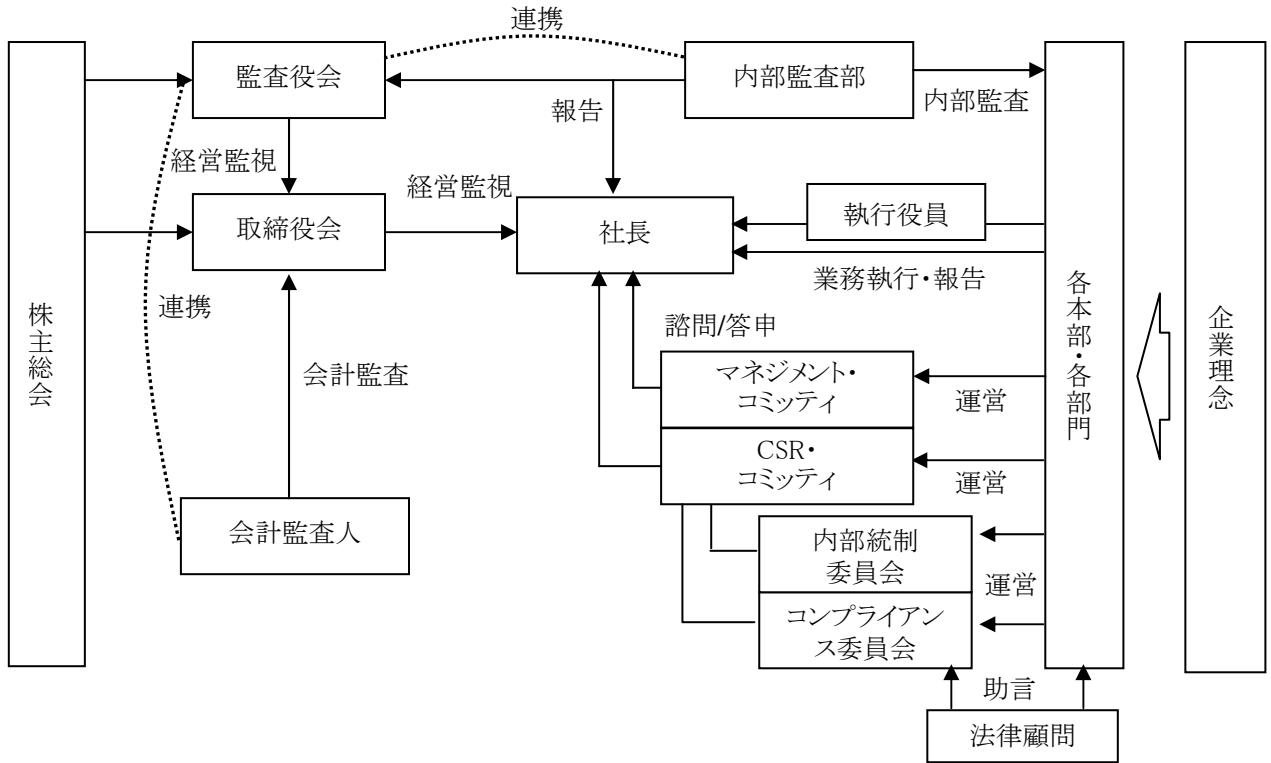 連携
監査役会
内部監査部
報告
内部監査
経営監視
取締役会
経営監視
社長
執行役員
業務執行・報告
連携
諮問/答申
株主総会
会計監査
マネジメント・
コミッティ
運営
各本部・各部門
企業理念
CSR・
コミッティ
運営
会計監査人
内部統制
委員会
運営
コンプライアン
ス委員会
助言
法律顧問